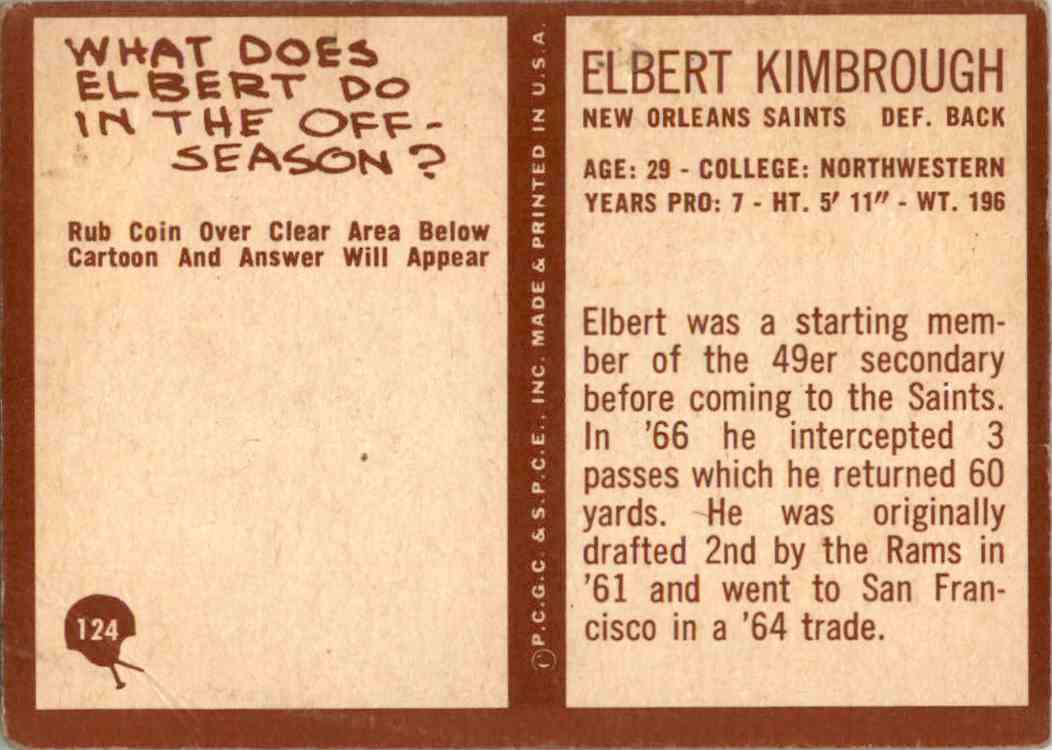 WHAT DOES
ELBERT DO
IN THE OFF-
SEASON?
Rub Coin Over Clear Area Below
Cartoon And Answer Will Appear
124
© P.C.G.C. & S.P.C.E., INC. MADE & PRINTED IN U.S.A.
ELBERT KIMBROUGH
NEW ORLEANS SAINTS DEF. BACK
AGE: 29 - COLLEGE: NORTHWESTERN
YEARS PRO: 7 - HT. 5′ 11″ - WT. 196
Elbert was a starting mem-
ber of the 49er secondary
before coming to the Saints.
In '66 he intercepted 3
passes which he returned 60
yards. He was originally
drafted 2nd by the Rams in
'61 and went to San Fran-
cisco in a '64 trade.